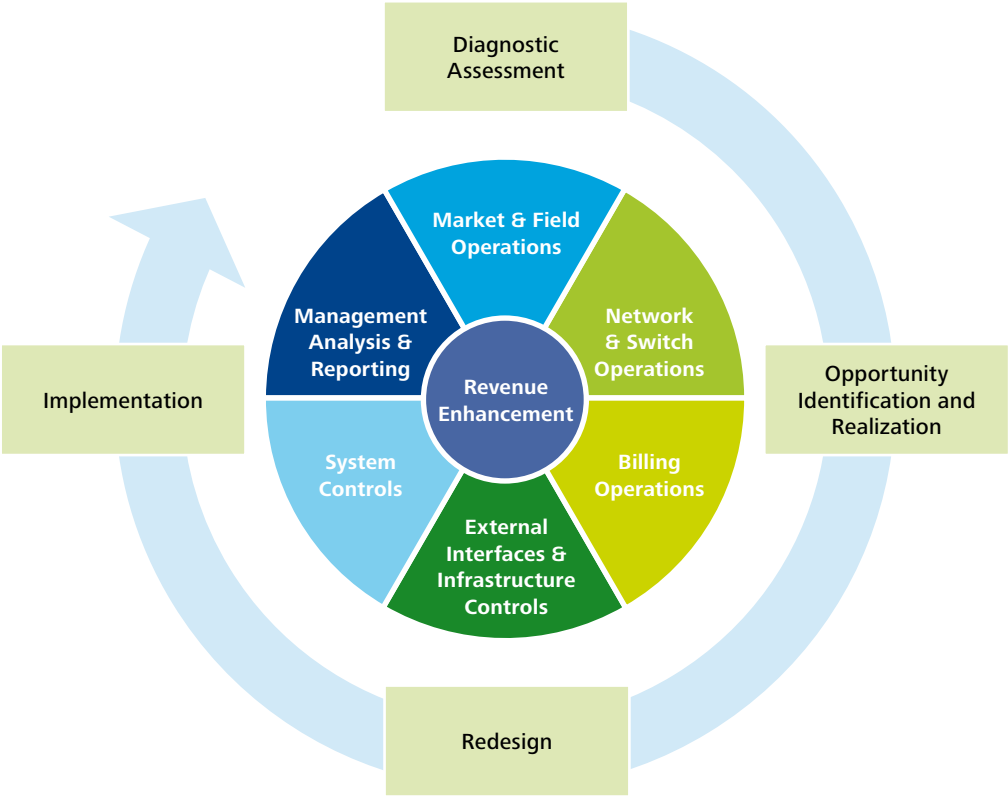 Diagnostic
Assessment
Market & Field
Operations
Management
Analysis &
Reporting
Network
& Switch
Operations
Implementation
Revenue
Enhancement
Opportunity
Identification and
Realization
System
Controls
Billing
Operations
External
Interfaces &
Infrastructure
Controls
Redesign